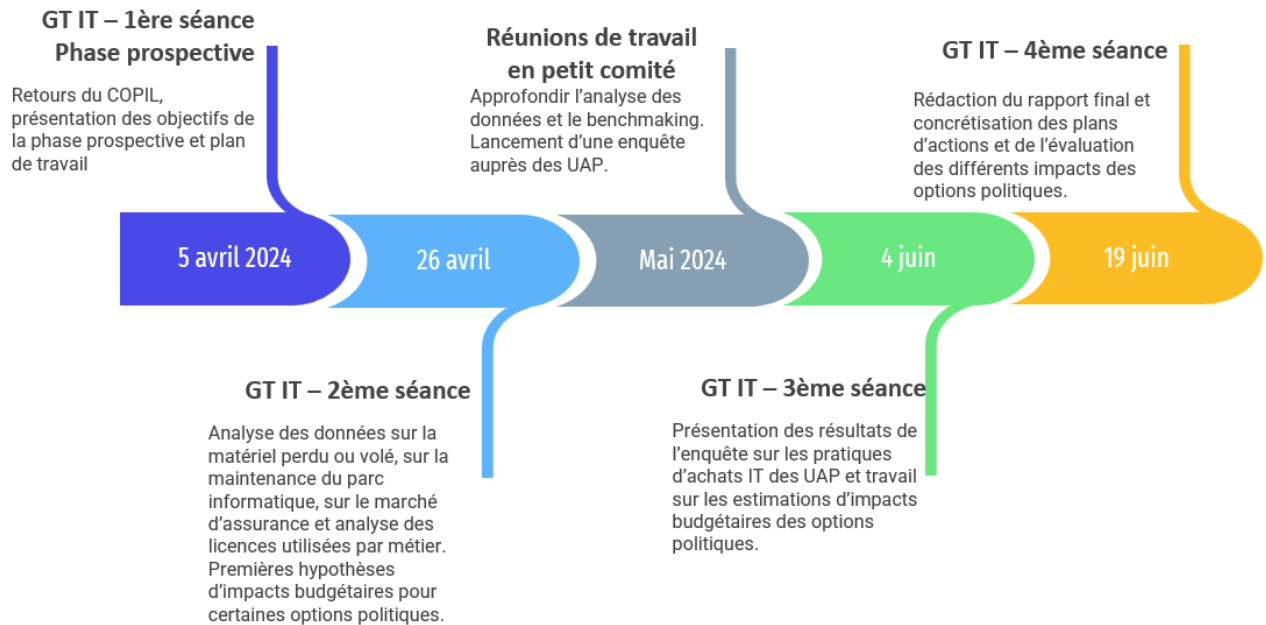 GT IT – 1ère séance
Phase prospective
Retours du COPIL,
présentation des objectifs de
la phase prospective et plan
de travail
Réunions de travail
en petit comité
Approfondir l’analyse des
données et le benchmaking.
Lancement d’une enquête
auprès des UAP.
GT IT – 4ème séance
Rédaction du rapport final et
concrétisation des plans
d’actions et de l’évaluation
des différents impacts des
options politiques.
5 avril 2024
26 avril
Mai 2024
4 juin
19 juin
GT IT – 2ème séance
Analyse des données sur la
matériel perdu ou volé, sur la
maintenance du parc
informatique, sur le marché
d’assurance et analyse des
licences utilisées par métier.
Premières hypothèses
d’impacts budgétaires pour
certaines options politiques.
GT IT – 3ème séance
Présentation des résultats de
l’enquête sur les pratiques
d’achats IT des UAP et travail
sur les estimations d’impacts
budgétaires des options
politiques.